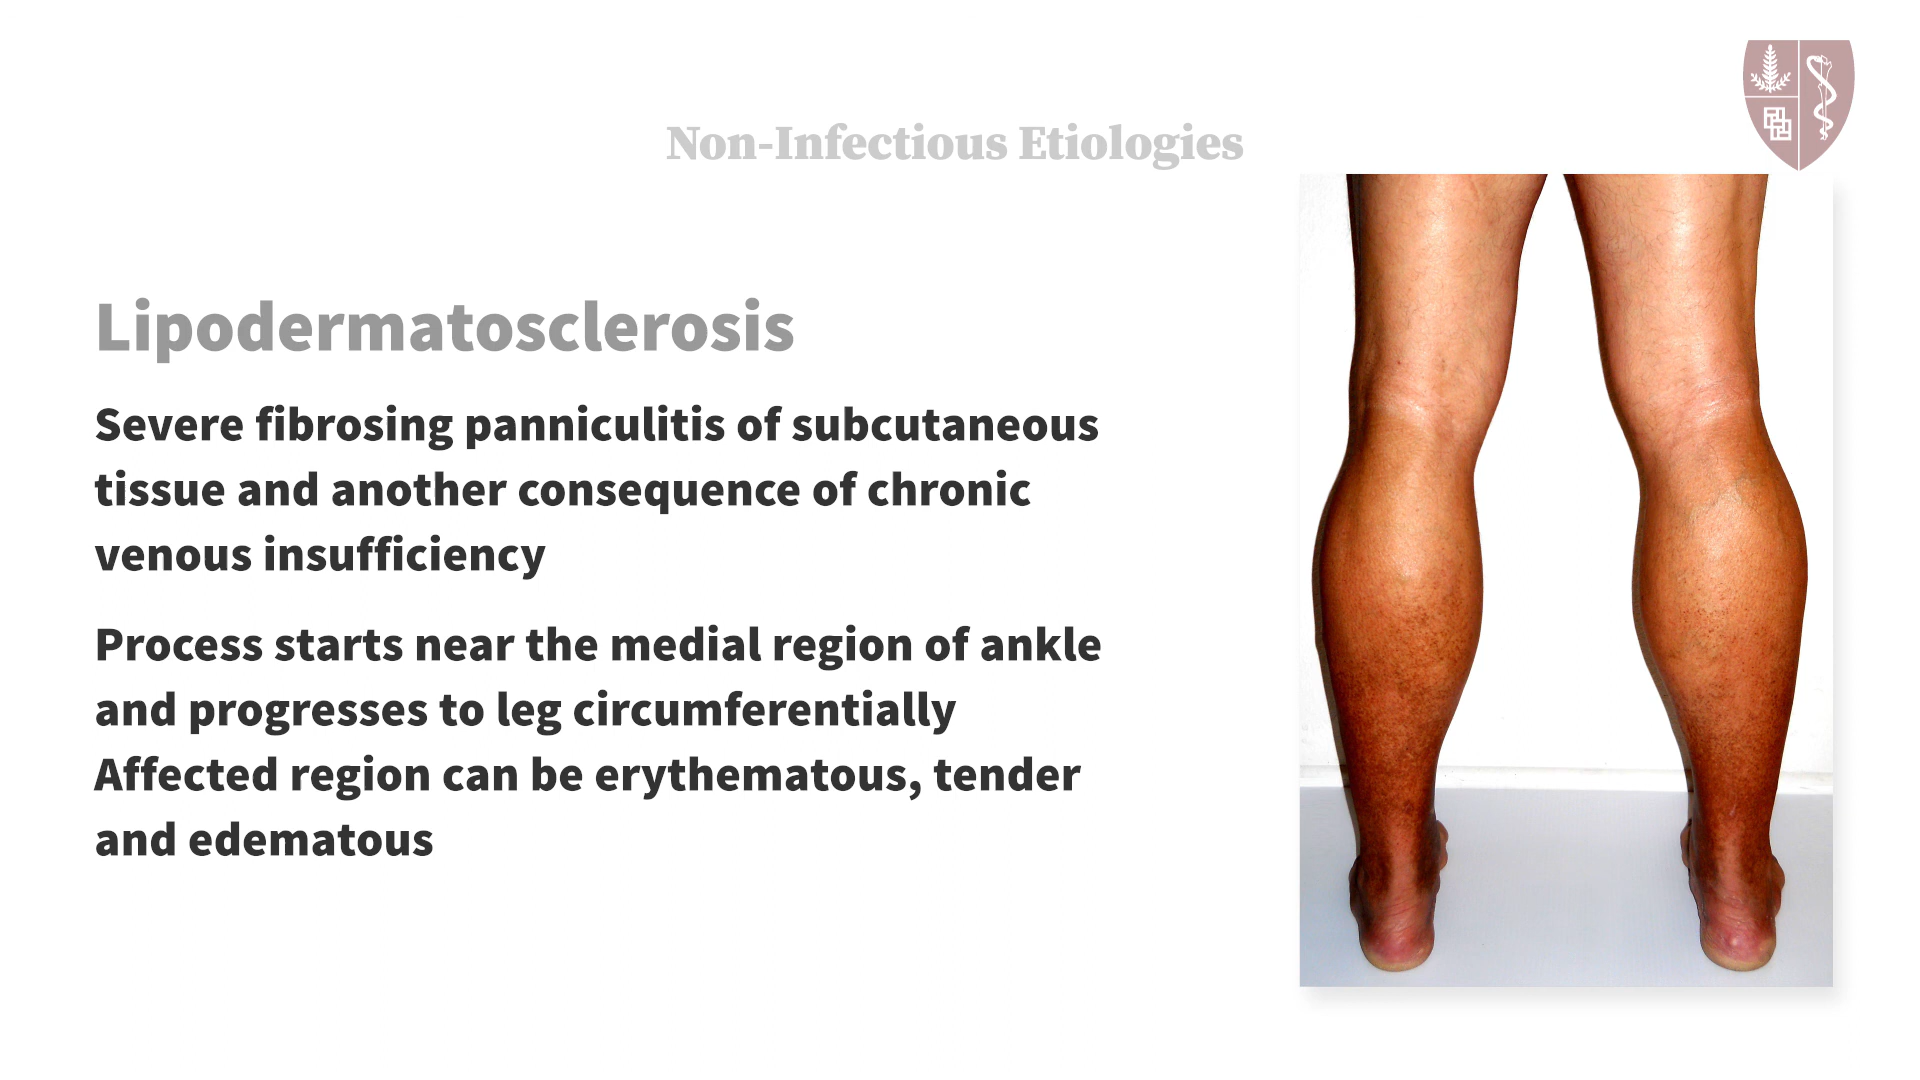 Non-Infectious Etiologies
Lipodermatosclerosis
Severe fibrosing panniculitis of subcutaneous
tissue and another consequence of chronic
venous insufficiency
Process starts near the medial region of ankle
and progresses to leg circumferentially
Affected region can be erythematous, tender
and edematous